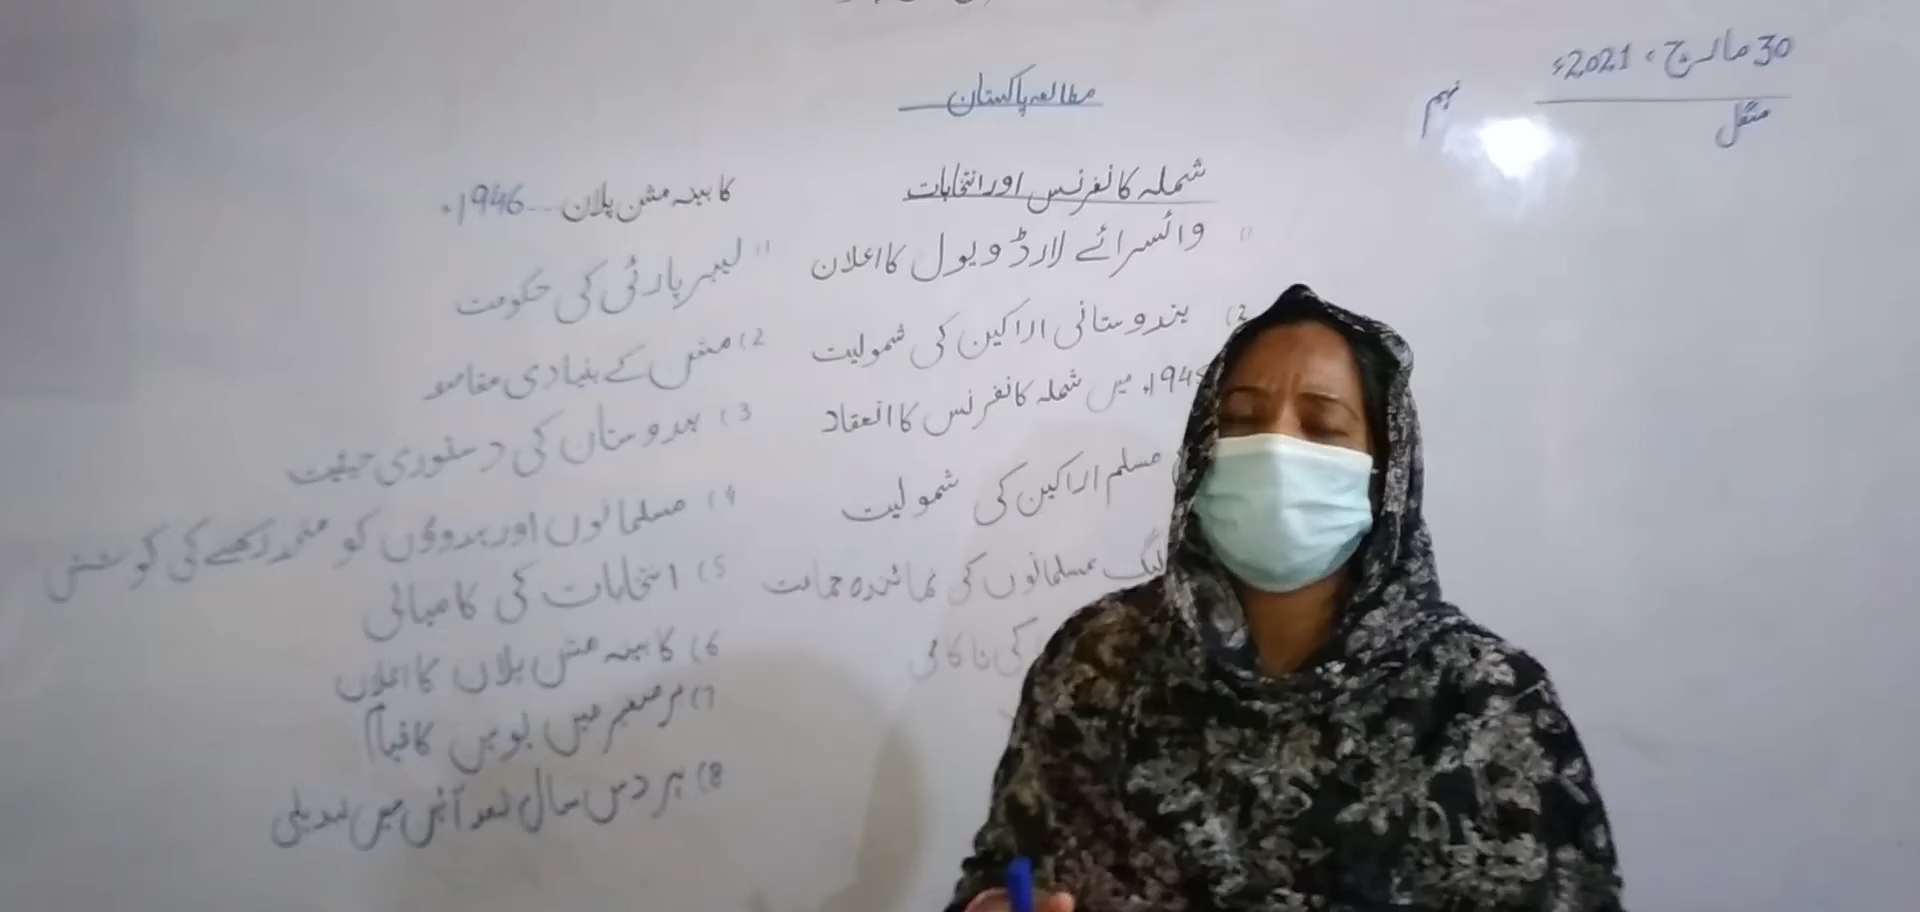 30 مارچ، 2021ء
منگل
نہم
مطالعہ پاکستان
شملہ کانفرنس اور انتخابات
1) وائسرائے لارڈ ویول کا اعلان
2) ہندوستانی اراکین کی شمولیت
1945ء میں شملہ کانفرنس کا انعقاد
مسلم اراکین کی شمولیت
لیگ مسلمانوں کی نمائندہ جماعت
کی ناکامی
کابینہ مشن پلان ... 1946ء
1) لیبر پارٹی کی حکومت
2) مشن کے بنیادی مقاصد
3) ہندوستان کی دستوری حیثیت
4) مسلمانوں اور ہندوؤں کو متحد رکھنے کی کوشش
5) انتخابات کی کامیابی
6) کابینہ مشن پلان کا اعلان
7) برصغیر میں یونین کا قیام
8) ہر دس سال بعد آئین میں تبدیلی